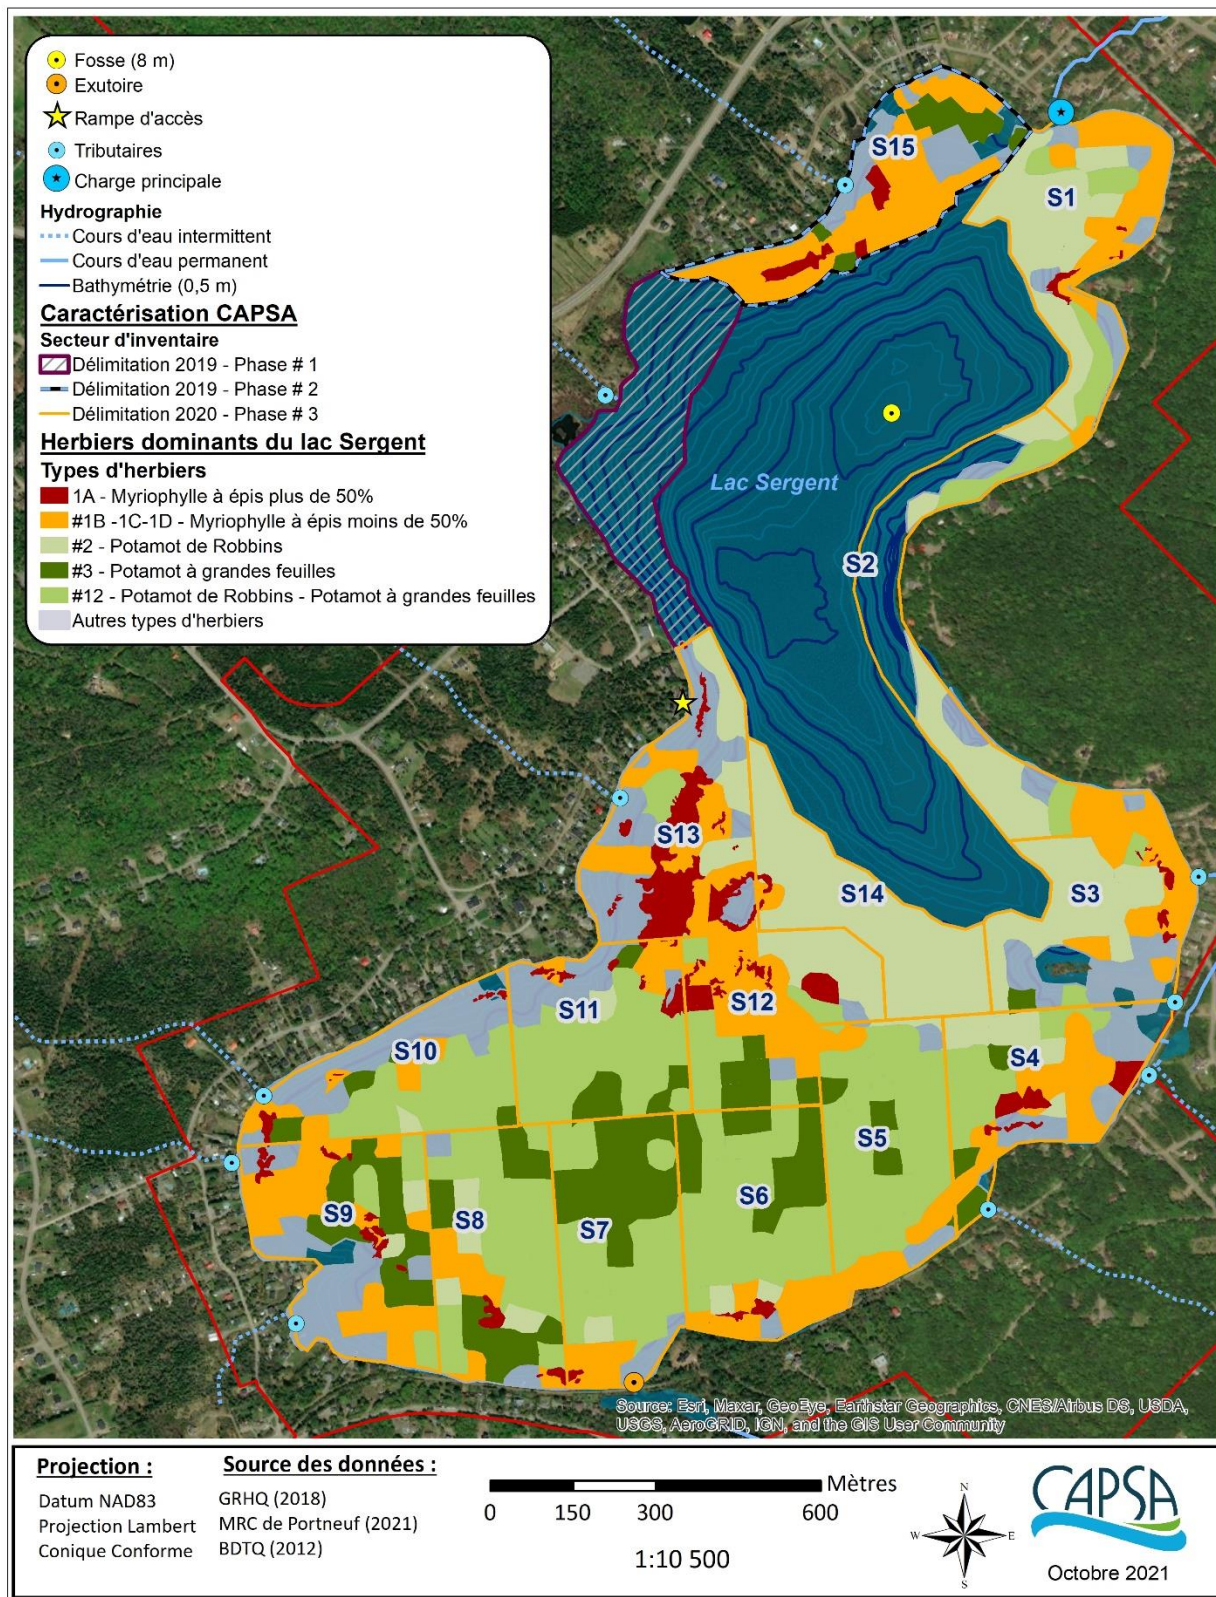 Fosse (8 m)
Exutoire
Rampe d'accès
Tributaires
Charge principale
Hydrographie
Cours d'eau intermittent
Cours d'eau permanent
Bathymétrie (0,5 m)
Caractérisation CAPSA
Secteur d'inventaire
Délimitation 2019 - Phase # 1
Délimitation 2019 - Phase # 2
Délimitation 2020 - Phase # 3
Herbiers dominants du lac Sergent
Types d'herbiers
1A - Myriophylle à épis plus de 50%
#1B -1C-1D - Myriophylle à épis moins de 50%
#2 - Potamot de Robbins
#3 - Potamot à grandes feuilles
#12 - Potamot de Robbins - Potamot à grandes feuilles
Autres types d'herbiers
S15
S1
Lac Sergent
S2
S13
S14
S3
S12
S11
S10
S4
S5
S6
S7
S8
S9
Source: Esri, Maxar, GeoEye, Earthstar Geographics, CNES/Airbus DS, USDA,
USGS, AeroGRID, IGN, and the GIS User Community
Projection :
Datum NAD83
Projection Lambert
Conique Conforme
Source des données :
GRHQ (2018)
MRC de Portneuf (2021)
BDTQ (2012)
Mètres
0 150 300 600
1:10 500
N
W E
S
CAPSA
Octobre 2021